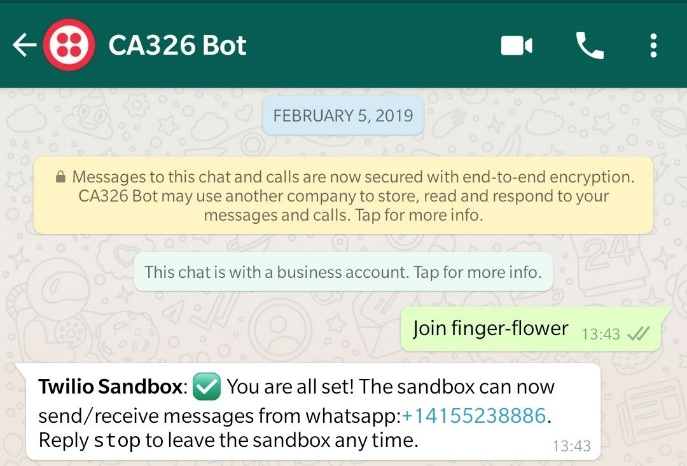 CA326 Bot
FEBRUARY 5, 2019
Messages to this chat and calls are now secured with end-to-end encryption.
CA326 Bot may use another company to store, read and respond to your
messages and calls. Tap for more info.
This chat is with a business account. Tap for more info.
Join finger-flower 13:43
Twilio Sandbox: ✅ You are all set! The sandbox can now
send/receive messages from whatsapp:+14155238886.
Reply stop to leave the sandbox any time. 13:43